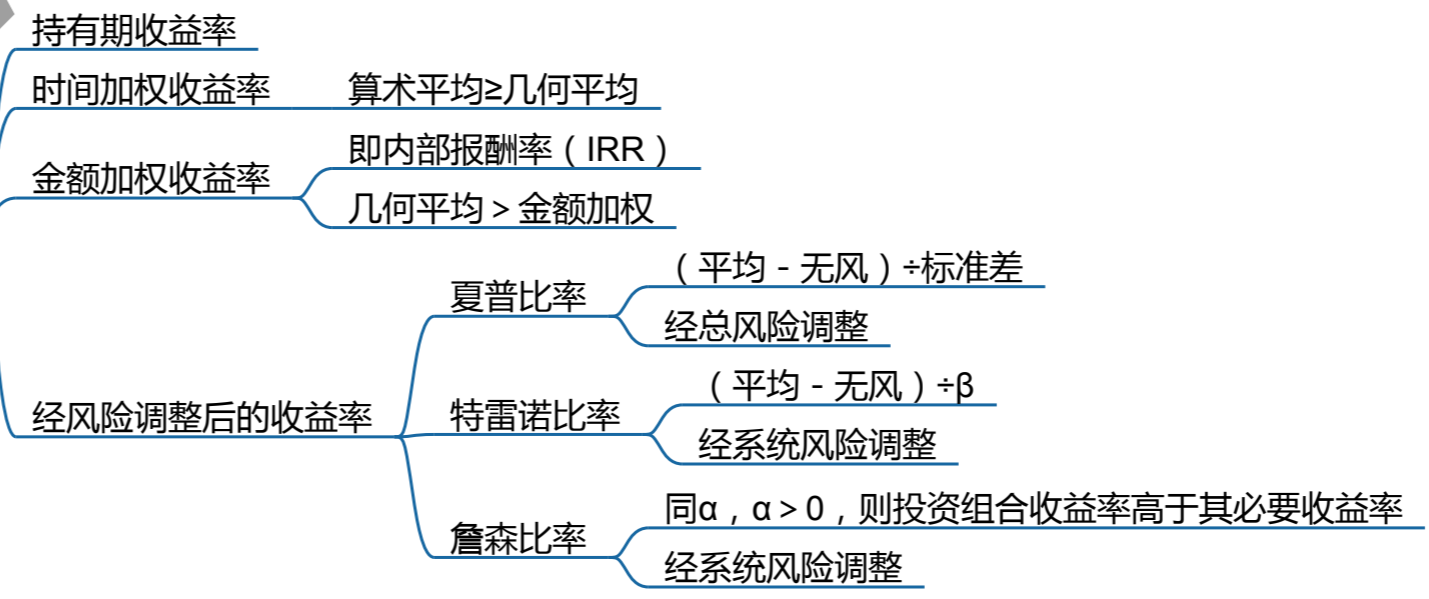 持有期收益率
时间加权收益率
算术平均≥几何平均
金额加权收益率
即内部报酬率（IRR）
几何平均＞金额加权
经风险调整后的收益率
夏普比率
（平均－无风）÷标准差
经总风险调整
特雷诺比率
（平均－无风）÷β
经系统风险调整
詹森比率
同α，α＞0，则投资组合收益率高于其必要收益率
经系统风险调整